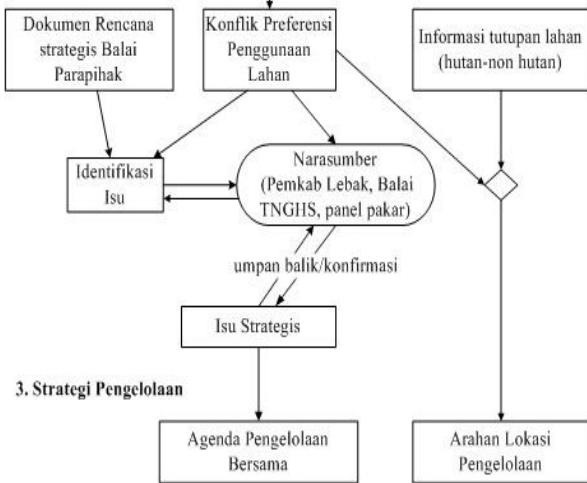 Dokumen Rencana
strategis Balai
Parapihak
Konflik Preferensi
Penggunaan
Lahan
Informasi tutupan lahan
(hutan-non hutan)
Identifikasi
Isu
Narasumber
(Pemkab Lebak, Balai
TNGHS, panel pakar)
umpan balik/konfirmasi
Isu Strategis
3. Strategi Pengelolaan
Agenda Pengelolaan
Bersama
Arahan Lokasi
Pengelolaan